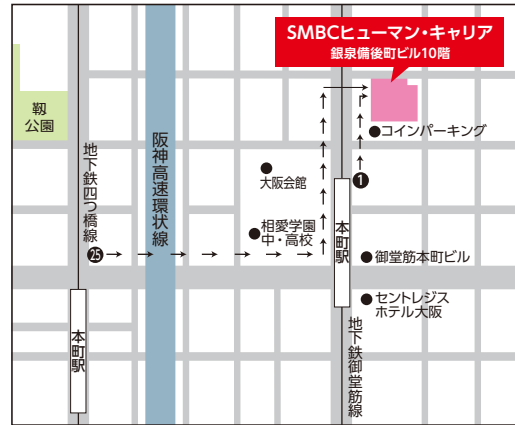 SMBCヒューマン・キャリア
銀泉備後町ビル10階
靱
公園
地下鉄四つ橋線
阪神高速環状線
コインパーキング
大阪会館
1
相愛学園
中・高校
25
本町駅
御堂筋本町ビル
セントレジス
ホテル大阪
本町駅
地下鉄御堂筋線